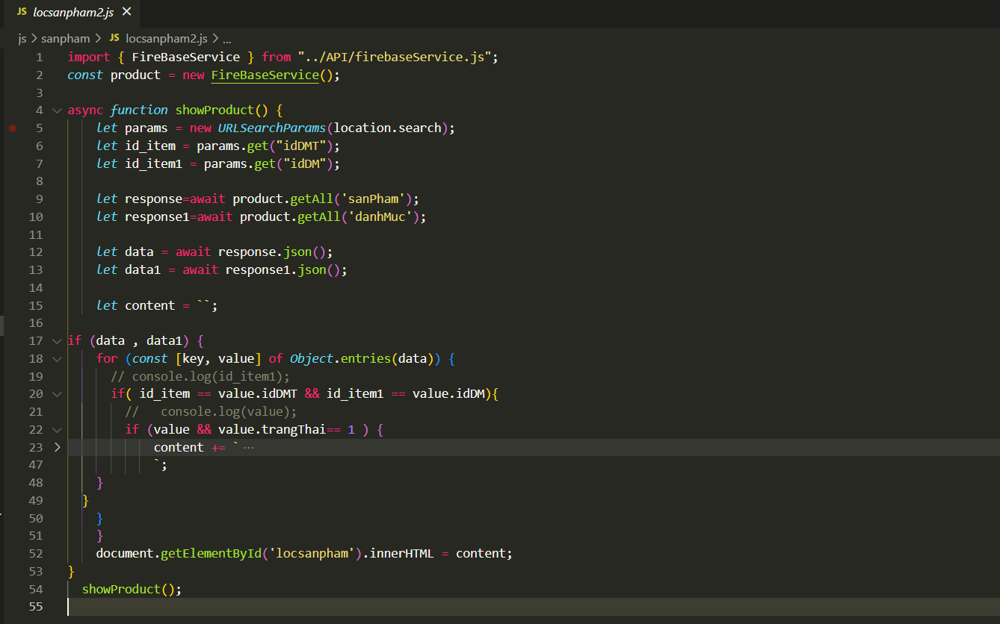 JS locsanpham2.js ×
js > sanpham > JS locsanpham2.js > ...
1 import { FireBaseService } from "../API/firebaseService.js";
2 const product = new FireBaseService();
3
4 async function showProduct() {
5 let params = new URLSearchParams(location.search);
6 let id_item = params.get("idDMT");
7 let id_item1 = params.get("idDM");
8
9 let response=await product.getAll('sanPham');
10 let response1=await product.getAll('danhMuc');
11
12 let data = await response.json();
13 let data1 = await response1.json();
14
15 let content = ``;
16
17 if (data , data1) {
18 for (const [key, value] of Object.entries(data)) {
19 // console.log(id_item1);
20 if( id_item == value.idDMT && id_item1 == value.idDM){
21 //   console.log(value);
22 if (value && value.trangThai== 1 ) {
23 content += ` ...
47 `;
48 }
49 }
50 }
51 }
52 document.getElementById('locsanpham').innerHTML = content;
53 }
54 showProduct();
55